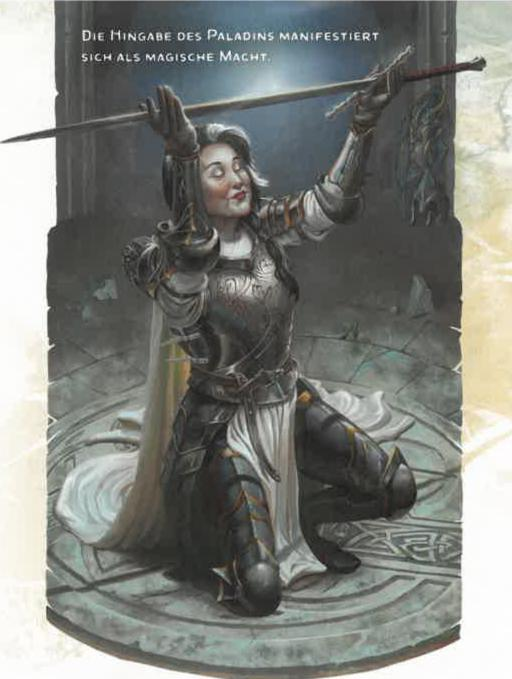 Die Hingabe des Paladins manifestiert
sich als magische Macht.